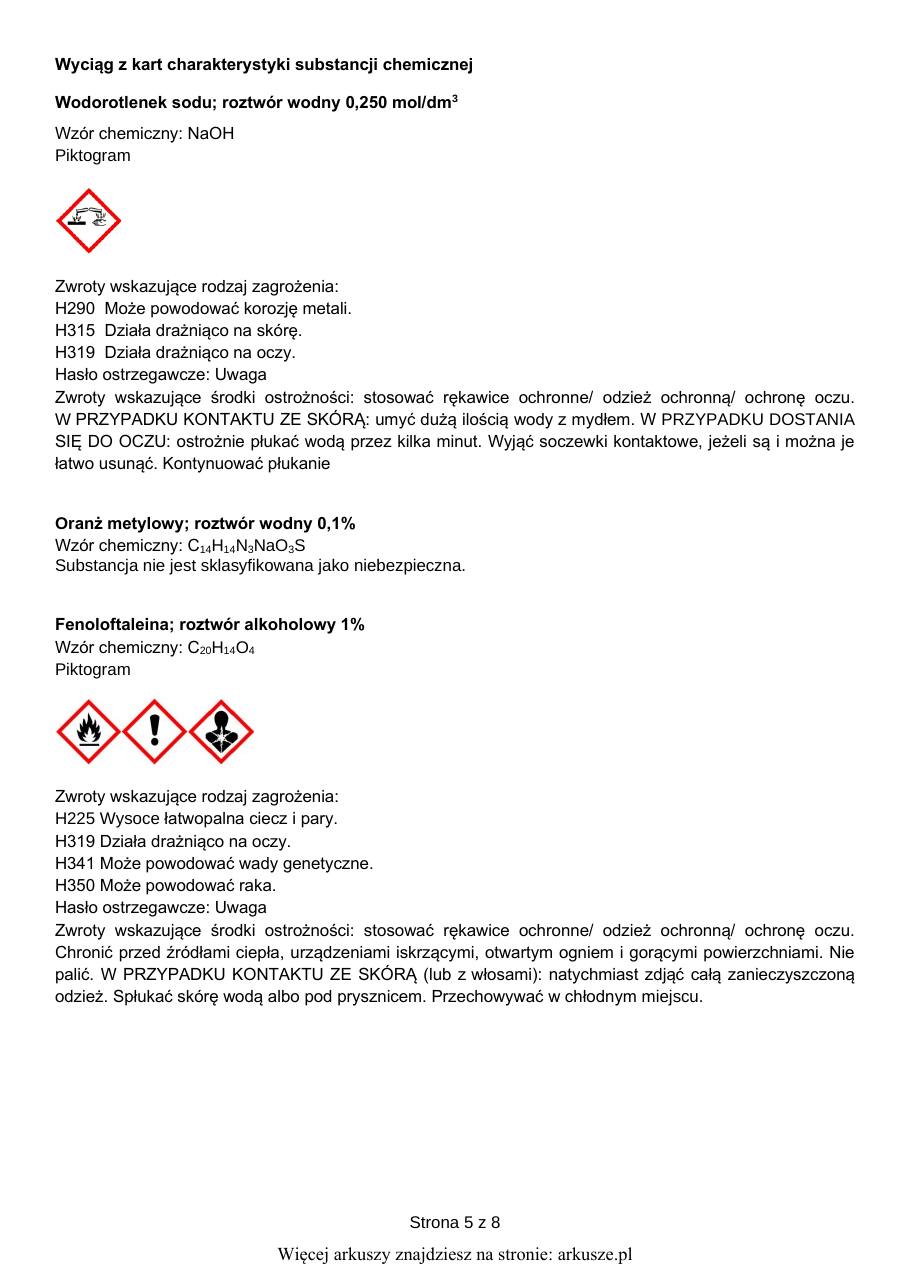 Wyciąg z kart charakterystyki substancji chemicznej
Wodorotlenek sodu; roztwór wodny 0,250 mol/dm³
Wzór chemiczny: NaOH
Piktogram
Zwroty wskazujące rodzaj zagrożenia:
H290  Może powodować korozję metali.
H315  Działa drażniąco na skórę.
H319  Działa drażniąco na oczy.
Hasło ostrzegawcze: Uwaga
Zwroty wskazujące środki ostrożności: stosować rękawice ochronne/ odzież ochronną/ ochronę oczu.
W PRZYPADKU KONTAKTU ZE SKÓRĄ: umyć dużą ilością wody z mydłem. W PRZYPADKU DOSTANIA
SIĘ DO OCZU: ostrożnie płukać wodą przez kilka minut. Wyjąć soczewki kontaktowe, jeżeli są i można je
łatwo usunąć. Kontynuować płukanie
Oranż metylowy; roztwór wodny 0,1%
Wzór chemiczny: C₁₄H₁₄N₃NaO₃S
Substancja nie jest sklasyfikowana jako niebezpieczna.
Fenoloftaleina; roztwór alkoholowy 1%
Wzór chemiczny: C₂₀H₁₄O₄
Piktogram
Zwroty wskazujące rodzaj zagrożenia:
H225 Wysoce łatwopalna ciecz i pary.
H319 Działa drażniąco na oczy.
H341 Może powodować wady genetyczne.
H350 Może powodować raka.
Hasło ostrzegawcze: Uwaga
Zwroty wskazujące środki ostrożności: stosować rękawice ochronne/ odzież ochronną/ ochronę oczu.
Chronić przed źródłami ciepła, urządzeniami iskrzącymi, otwartym ogniem i gorącymi powierzchniami. Nie
palić. W PRZYPADKU KONTAKTU ZE SKÓRĄ (lub z włosami): natychmiast zdjąć całą zanieczyszczoną
odzież. Spłukać skórę wodą albo pod prysznicem. Przechowywać w chłodnym miejscu.
Strona 5 z 8
Więcej arkuszy znajdziesz na stronie: arkusze.pl